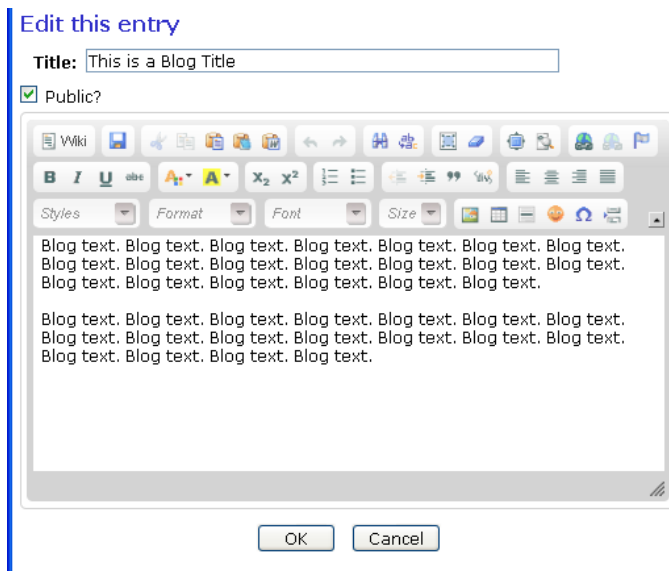 Edit this entry
Title: This is a Blog Title
Public?
Wiki
B I U abc A A X₂ X²
Styles Format Font Size Ω
Blog text. Blog text. Blog text. Blog text. Blog text. Blog text. Blog text.
Blog text. Blog text. Blog text. Blog text. Blog text. Blog text. Blog text.
Blog text. Blog text. Blog text. Blog text. Blog text. Blog text.
Blog text. Blog text. Blog text. Blog text. Blog text. Blog text. Blog text.
Blog text. Blog text. Blog text. Blog text. Blog text. Blog text. Blog text.
Blog text. Blog text. Blog text. Blog text.
OK Cancel